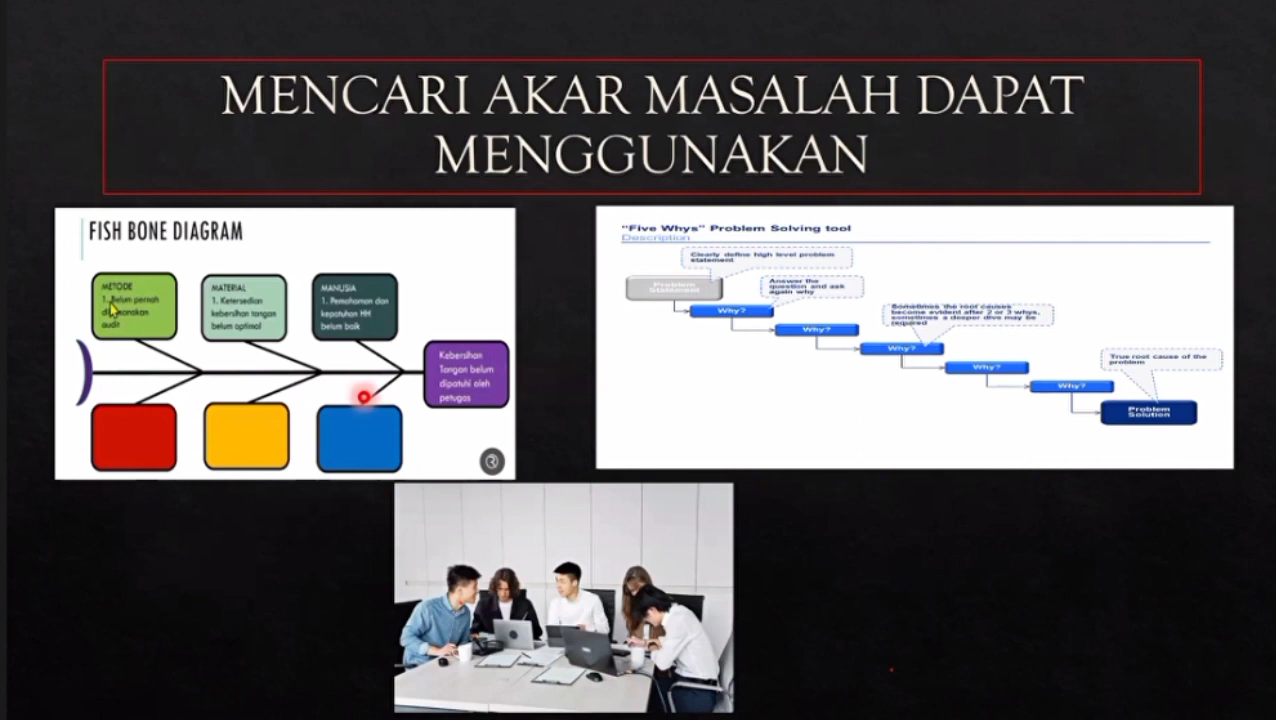 MENCARI AKAR MASALAH DAPAT
MENGGUNAKAN
FISH BONE DIAGRAM
METODE
1. Belum pernah
dilaksanakan
audit
MATERIAL
1. Ketersedian
kebersihan tangan
belum optimal
MANUSIA
1. Pemahaman dan
kepatuhan HH
belum baik
Kebersihan
Tangan belum
dipatuhi oleh
petugas
"Five Whys" Problem Solving tool
Description
Clearly define high level problem
statement
Problem
Statement
Answer the
question and ask
again why
Why?
Why?
Sometimes the root causes
become evident after 2 or 3 whys,
sometimes a deeper dive may be
required
Why?
Why?
Why?
True root cause of the
problem
Problem
Solution